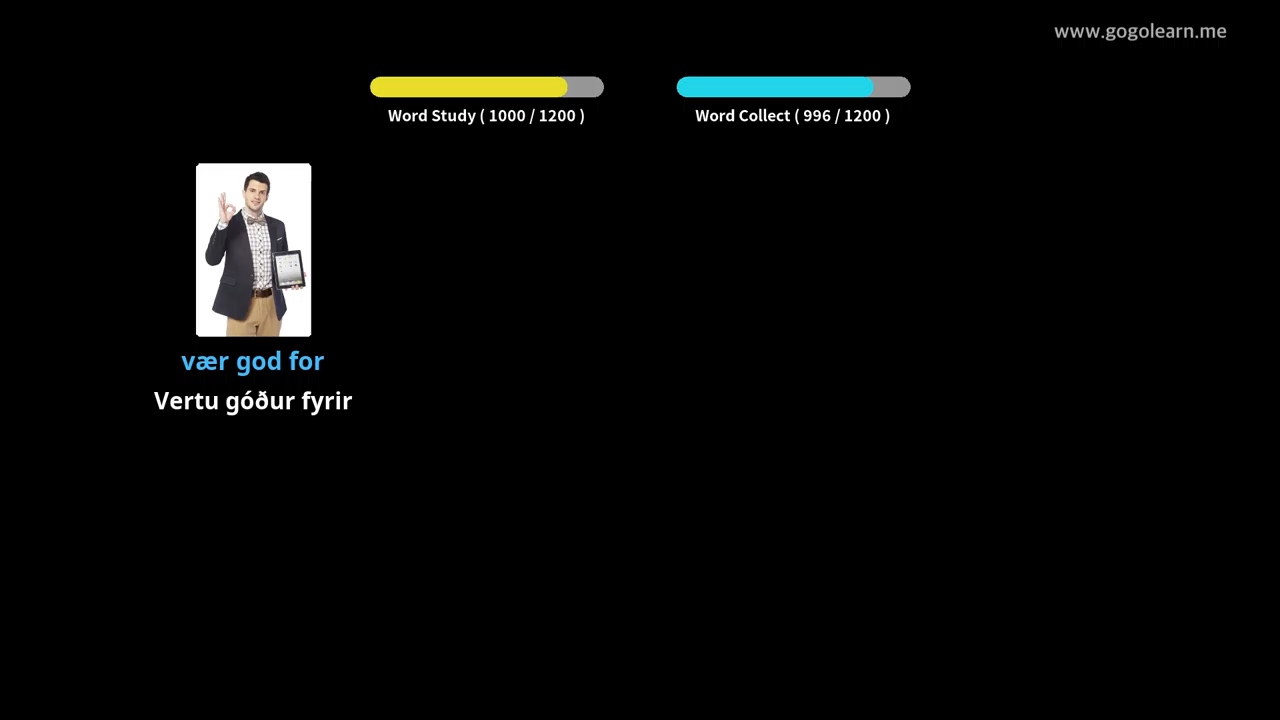 www.gogolearn.me
Word Study ( 1000 / 1200 )
Word Collect ( 996 / 1200 )
vær god for
Vertu góður fyrir